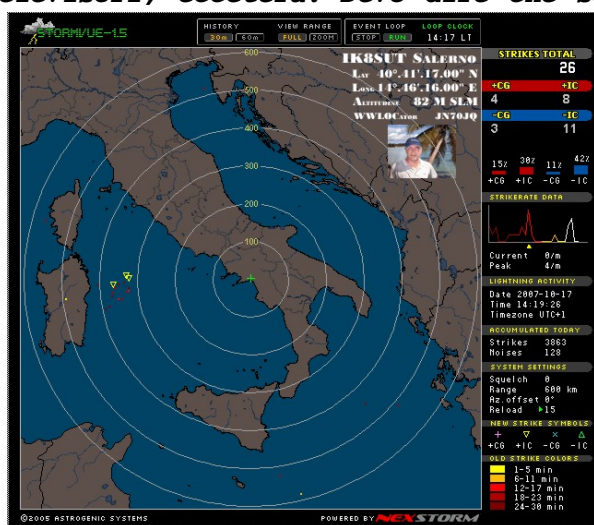 STORMVUE-1.5
HISTORY
30m 60m
VIEW RANGE
FULL ZOOM
EVENT LOOP
STOP RUN
LOOP CLOCK
14:17 LT
IK8SUT SALERNO
LAT 40°.41'.17.00" N
LONG 14°.46'.16.00" E
ALTITUDINE 82 M SLM
WWLOCATOR JN70JQ
600
500
400
300
200
100
STRIKES TOTAL
26
+CG +IC
4 8
-CG -IC
3 11
15% 30% 11% 42%
+CG +IC -CG -IC
STRIKERATE DATA
Current 0/m
Peak 4/m
LIGHTNING ACTIVITY
Date 2007-10-17
Time 14:19:26
Timezone UTC+1
ACCUMULATED TODAY
Strikes 3863
Noises 128
SYSTEM SETTINGS
Squelch 0
Range 600 km
Az.offset 0°
Reload 15
NEW STRIKE SYMBOLS
+CG +IC -CG -IC
OLD STRIKE COLORS
1-5 min
6-11 min
12-17 min
18-23 min
24-30 min
©2005 ASTROGENIC SYSTEMS
POWERED BY NEXSTORM